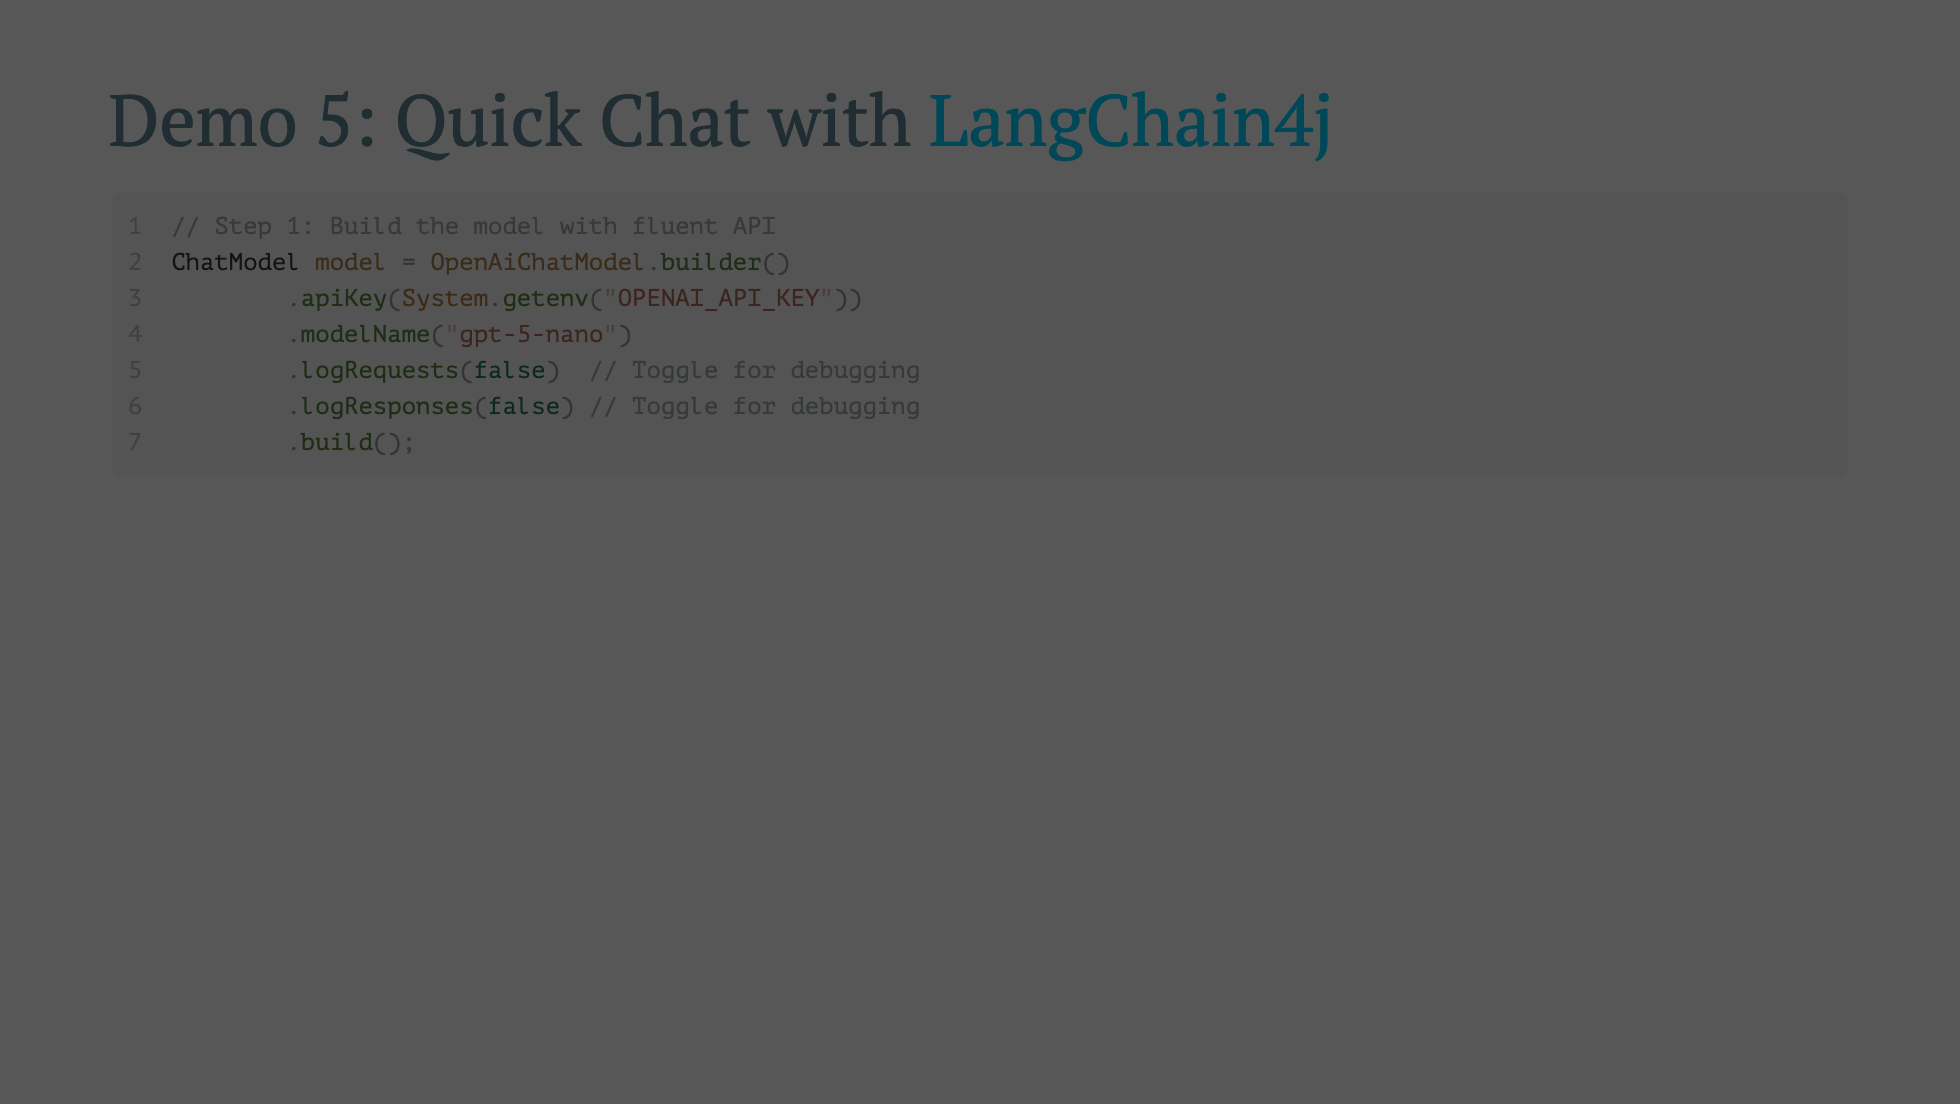 Demo 5: Quick Chat with LangChain4j
1 // Step 1: Build the model with fluent API
2 ChatModel model = OpenAiChatModel.builder()
3         .apiKey(System.getenv("OPENAI_API_KEY"))
4         .modelName("gpt-5-nano")
5         .logRequests(false)  // Toggle for debugging
6         .logResponses(false) // Toggle for debugging
7         .build();